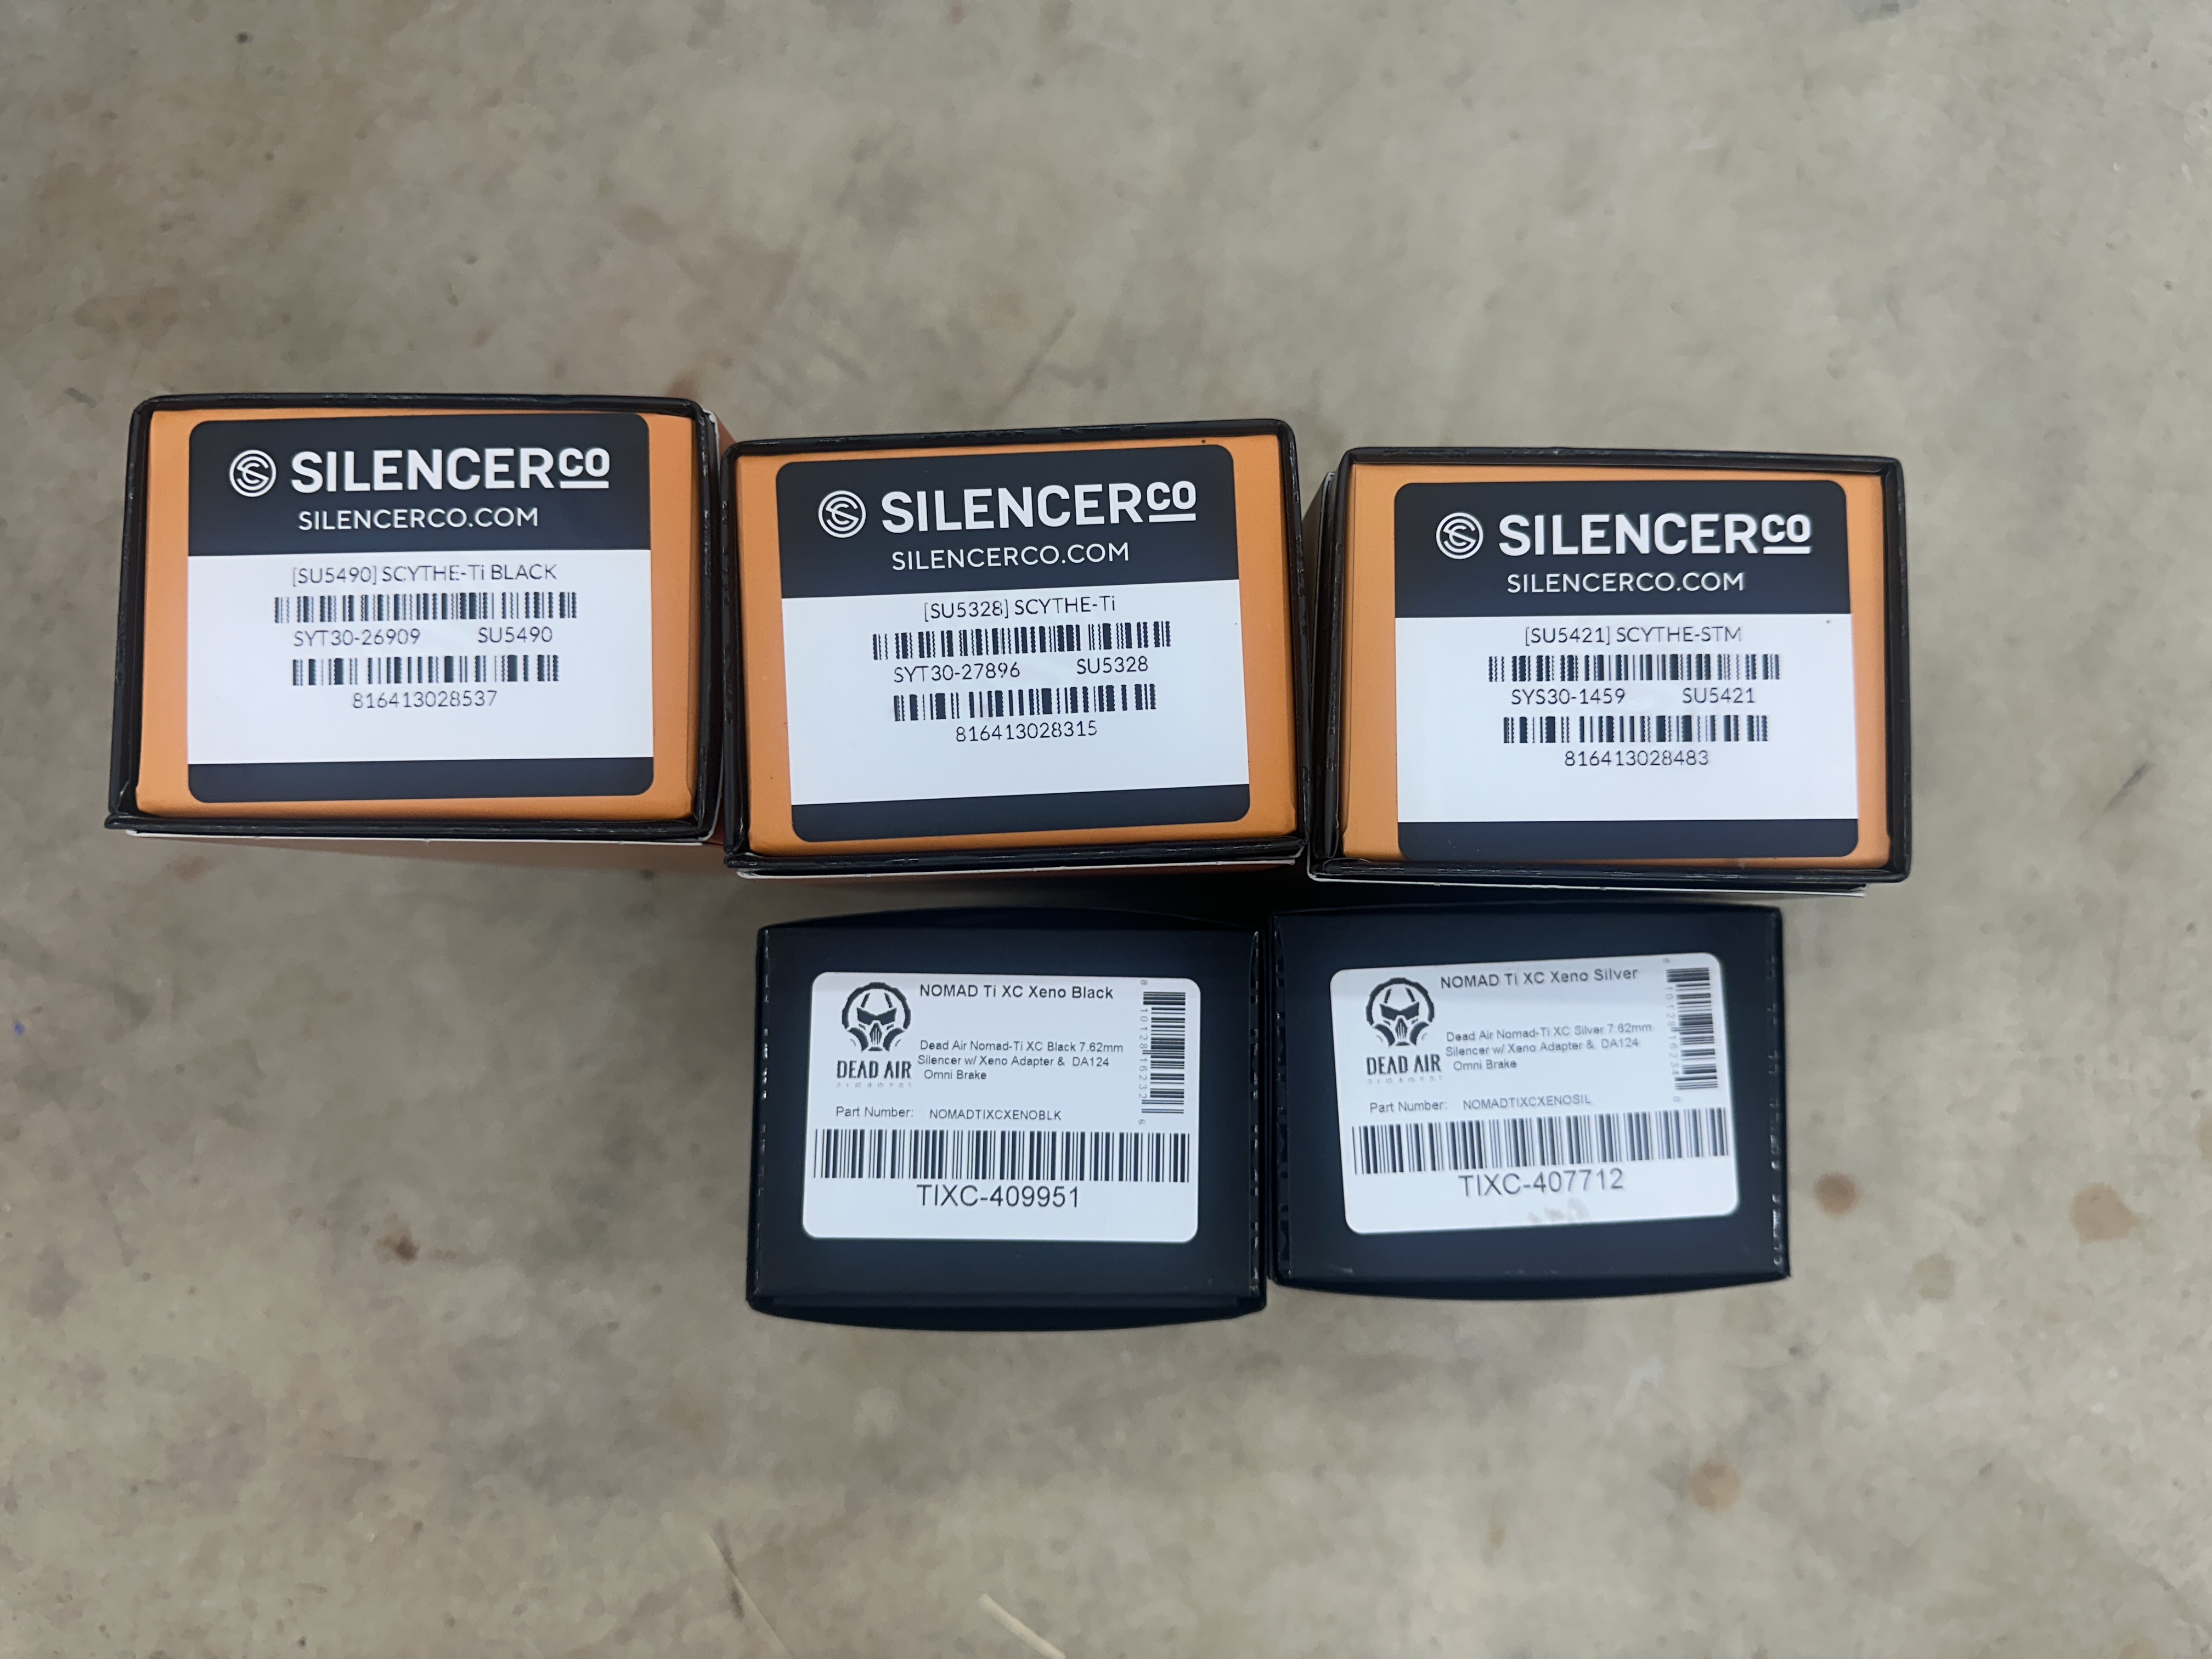 SILENCERCO
SILENCERCO.COM
[SU5490] SCYTHE-Ti BLACK
SYT30-26909 SU5490
816413028537
SILENCERCO
SILENCERCO.COM
[SU5328] SCYTHE-Ti
SYT30-27896 SU5328
816413028315
SILENCERCO
SILENCERCO.COM
[SU5421] SCYTHE-STM
SYS30-1459 SU5421
816413028483
NOMAD Ti XC Xeno Black
Dead Air Nomad-Ti XC Black 7.62mm
Silencer w/ Xeno Adapter & DA124
Omni Brake
DEAD AIR
Part Number: NOMADTIXCXENOBLK
8 10128 16232 6
TIXC-409951
NOMAD Ti XC Xeno Silver
Dead Air Nomad-Ti XC Silver 7.62mm
Silencer w/ Xeno Adapter & DA124
Omni Brake
DEAD AIR
Part Number: NOMADTIXCXENOSIL
TIXC-407712